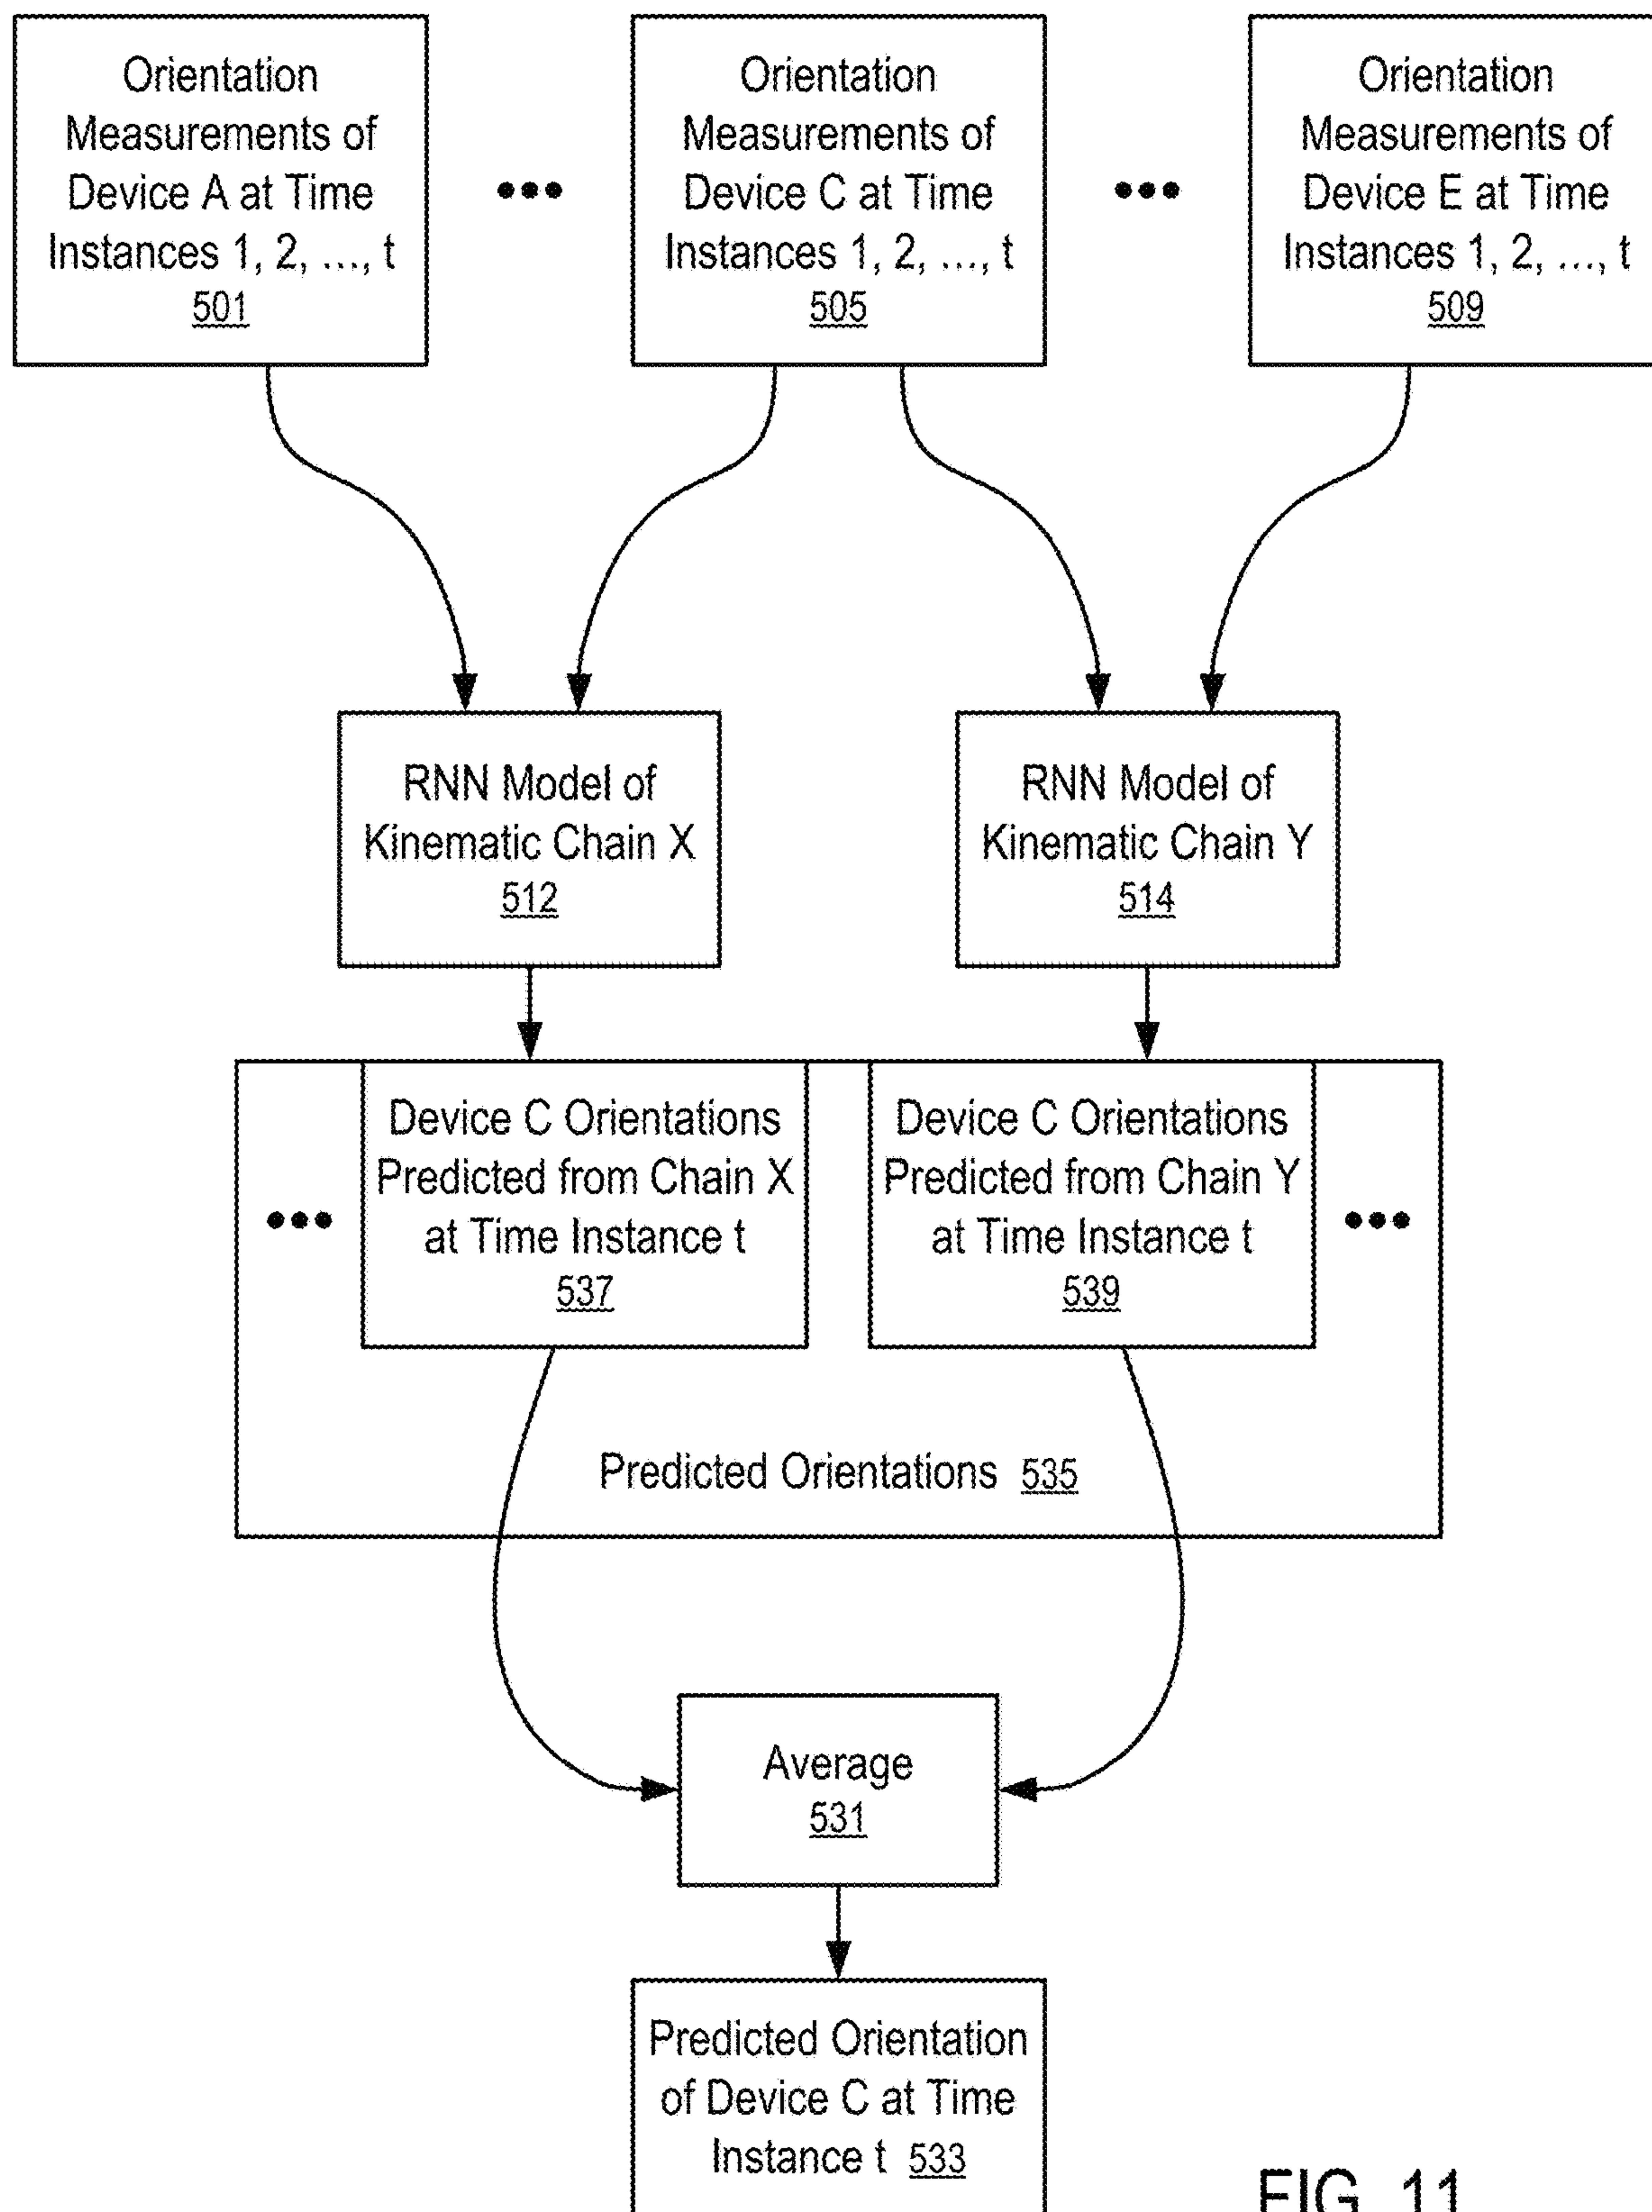 Orientation
Measurements of
Device A at Time
Instances 1, 2, ..., t
501
Orientation
Measurements of
Device C at Time
Instances 1, 2, ..., t
505
Orientation
Measurements of
Device E at Time
Instances 1, 2, ..., t
509
RNN Model of
Kinematic Chain X
512
RNN Model of
Kinematic Chain Y
514
Device C Orientations
Predicted from Chain X
at Time Instance t
537
Device C Orientations
Predicted from Chain Y
at Time Instance t
539
Predicted Orientations 535
Average
531
Predicted Orientation
of Device C at Time
Instance t 533
FIG. 11